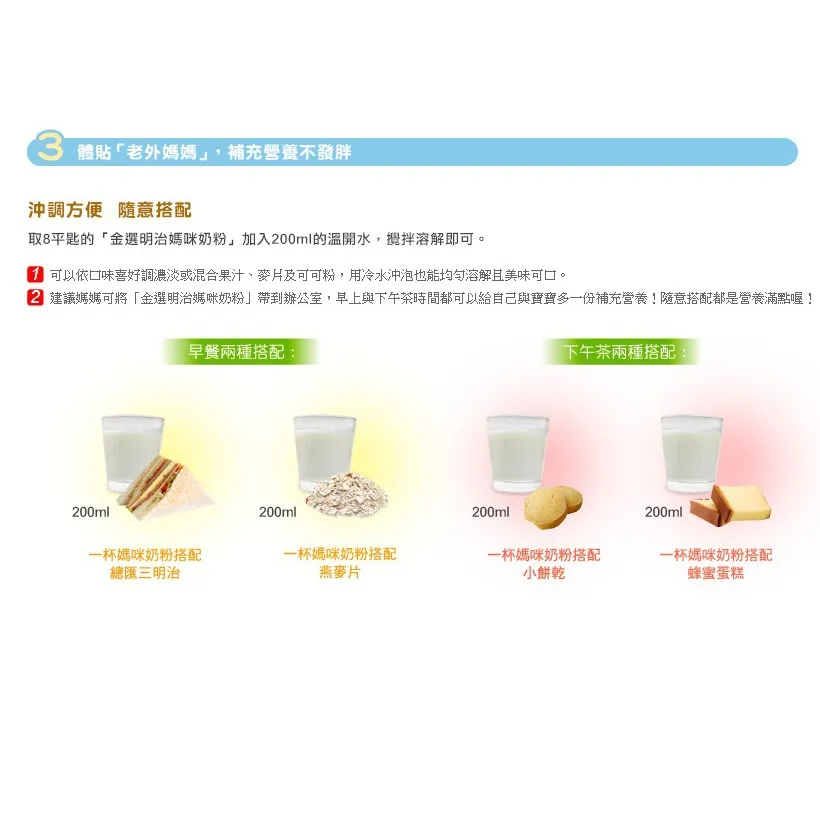 3 體貼「老外媽媽」，補充營養不發胖
沖調方便 隨意搭配
取8平匙的「金選明治媽咪奶粉」加入200ml的溫開水，攪拌溶解即可。
1 可以依口味喜好調濃淡或混合果汁、麥片及可可粉，用冷水沖泡也能均勻溶解且美味可口。
2 建議媽媽可將「金選明治媽咪奶粉」帶到辦公室，早上與下午茶時間都可以給自己與寶寶多一份補充營養！隨意搭配都是營養滿點喔！
早餐兩種搭配：
下午茶兩種搭配：
200ml
200ml
200ml
200ml
一杯媽咪奶粉搭配
總匯三明治
一杯媽咪奶粉搭配
燕麥片
一杯媽咪奶粉搭配
小餅乾
一杯媽咪奶粉搭配
蜂蜜蛋糕